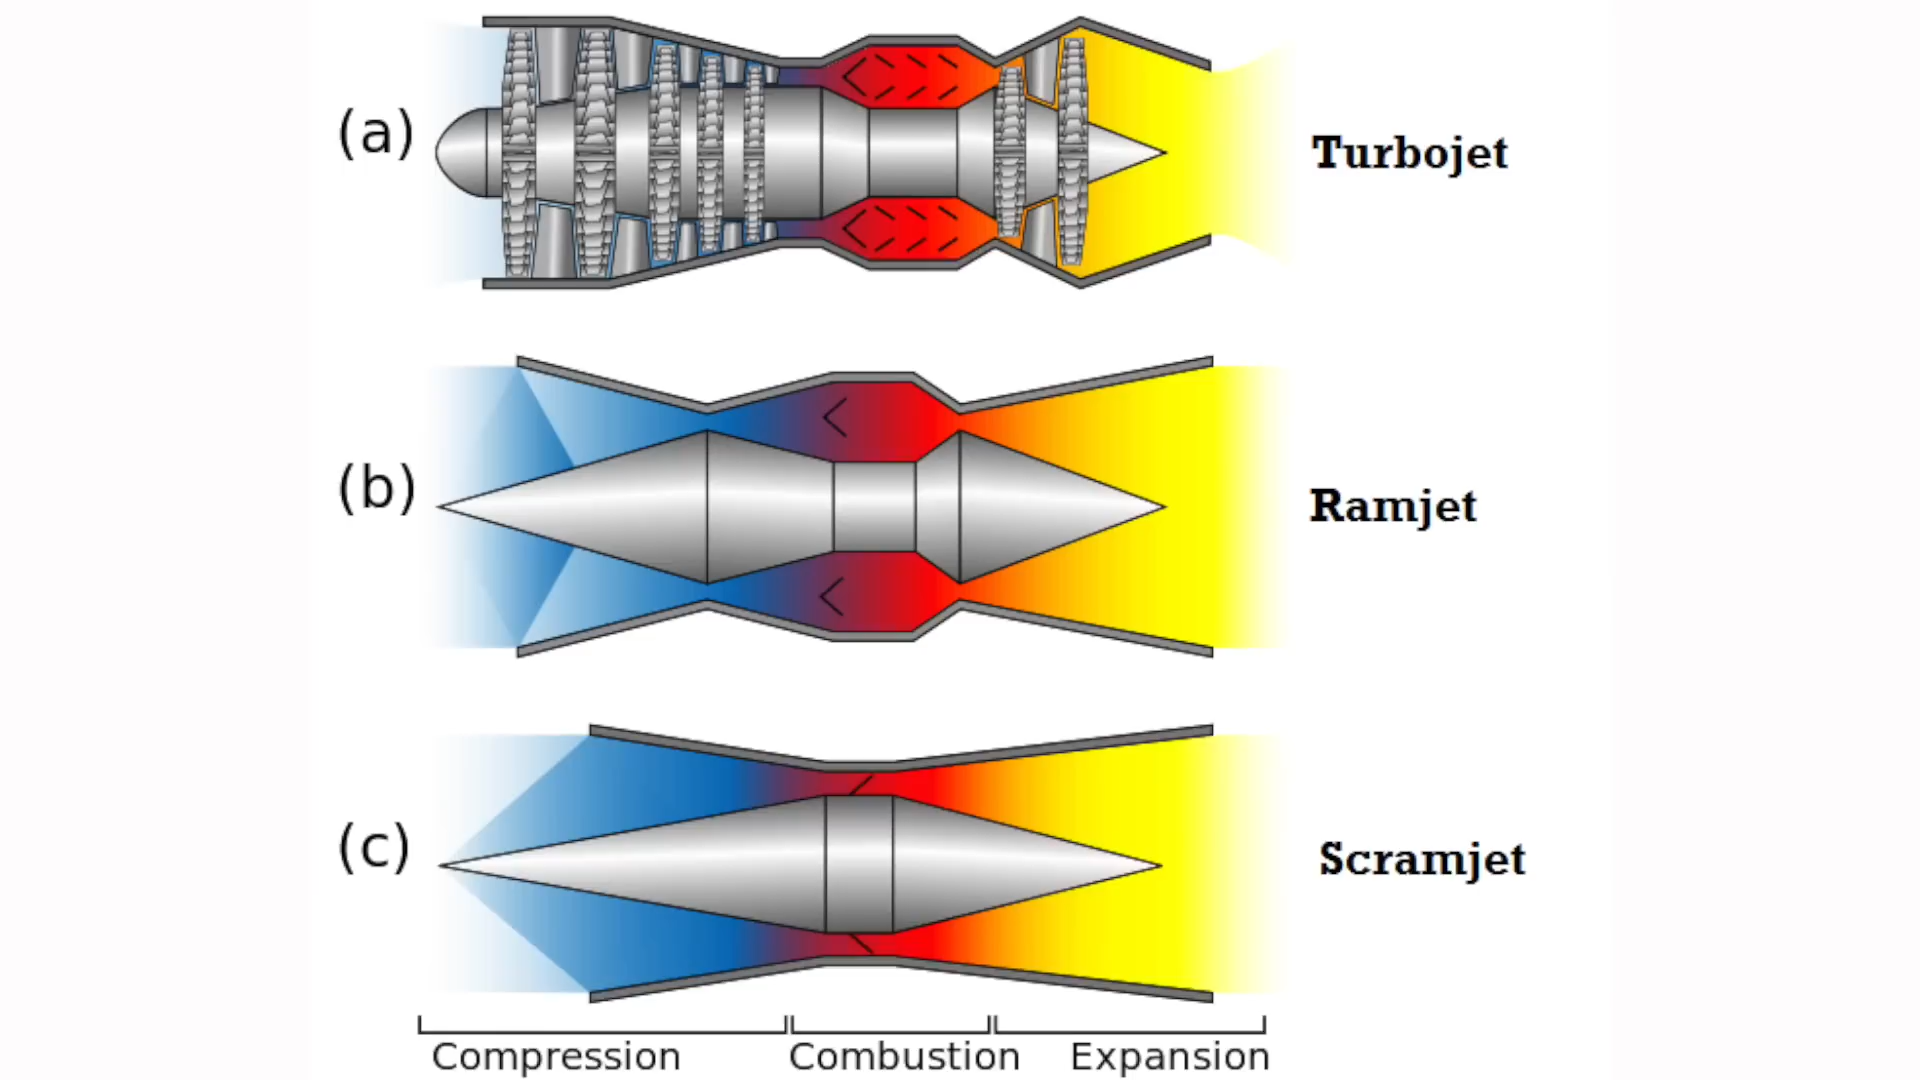 (a)
Turbojet
(b)
Ramjet
(c)
Scramjet
Compression
Combustion
Expansion